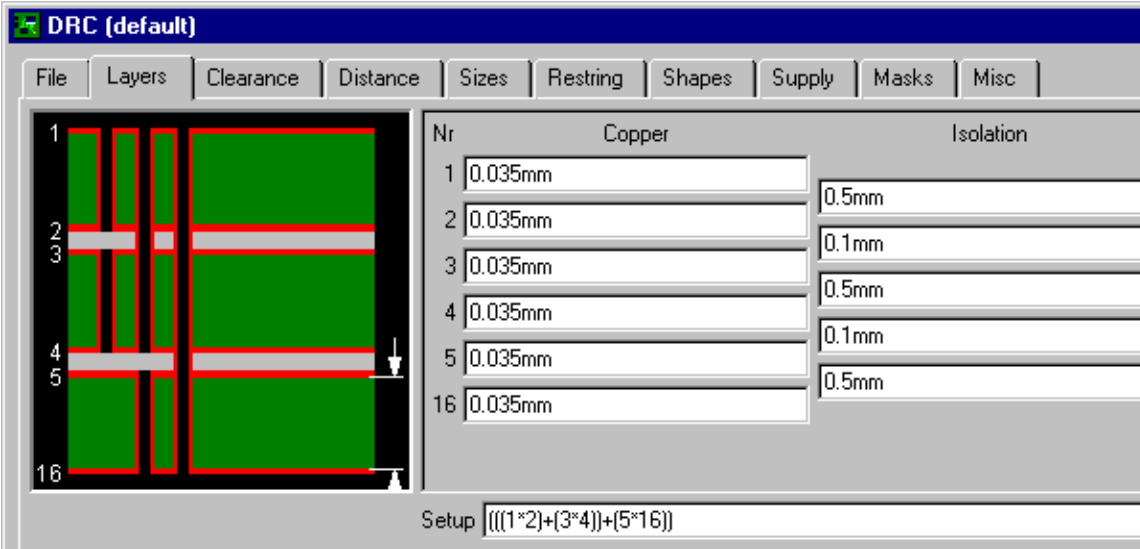 DRC (default)
File Layers Clearance Distance Sizes Restring Shapes Supply Masks Misc
1
2
3
4
5
16
Nr Copper Isolation
1 0.035mm
0.5mm
2 0.035mm
0.1mm
3 0.035mm
0.5mm
4 0.035mm
0.1mm
5 0.035mm
0.5mm
16 0.035mm
Setup (((1*2)+(3*4))+(5*16))